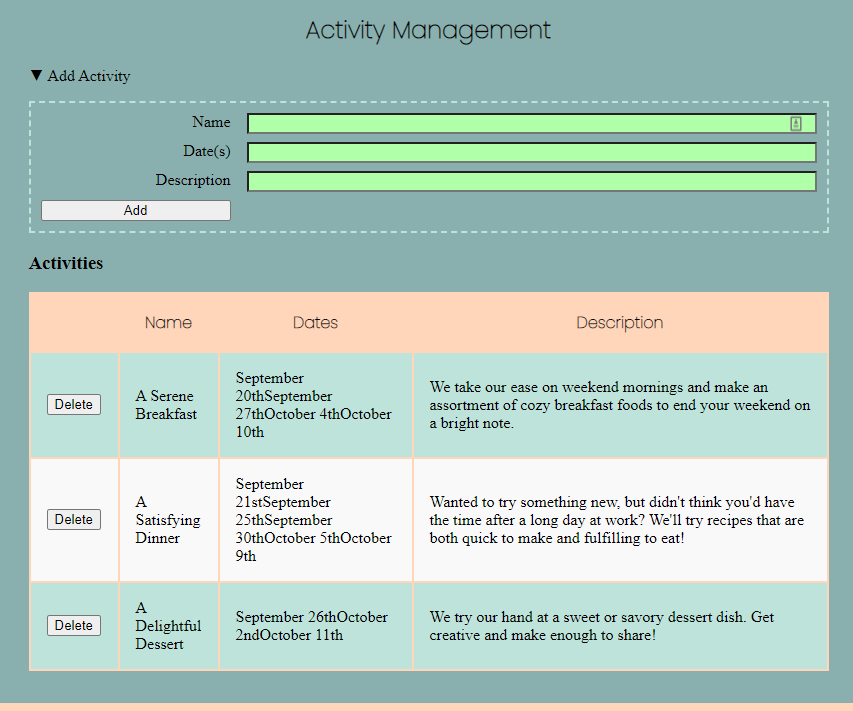 Activity Management
▼ Add Activity
Name
Date(s)
Description
Add
Activities
Name Dates Description
Delete
A Serene
Breakfast
September
20thSeptember
27thOctober 4thOctober
10th
We take our ease on weekend mornings and make an
assortment of cozy breakfast foods to end your weekend on
a bright note.
Delete
A
Satisfying
Dinner
September
21stSeptember
25thSeptember
30thOctober 5thOctober
9th
Wanted to try something new, but didn't think you'd have
the time after a long day at work? We'll try recipes that are
both quick to make and fulfilling to eat!
Delete
A
Delightful
Dessert
September 26thOctober
2ndOctober 11th
We try our hand at a sweet or savory dessert dish. Get
creative and make enough to share!